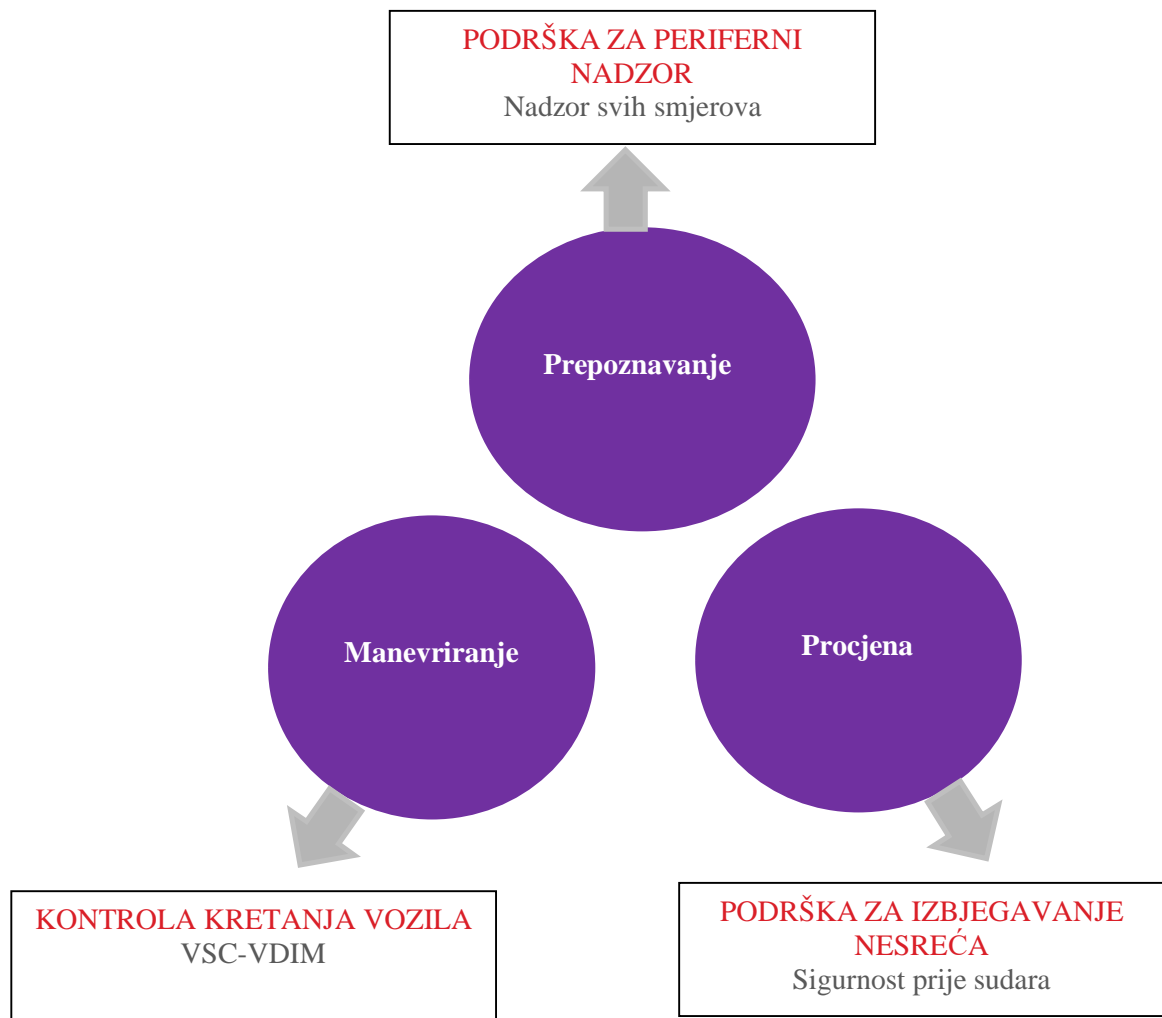 PODRŠKA ZA PERIFERNI
NADZOR
Nadzor svih smjerova
Prepoznavanje
Manevriranje
Procjena
KONTROLA KRETANJA VOZILA
VSC-VDIM
PODRŠKA ZA IZBJEGAVANJE
NESREĆA
Sigurnost prije sudara